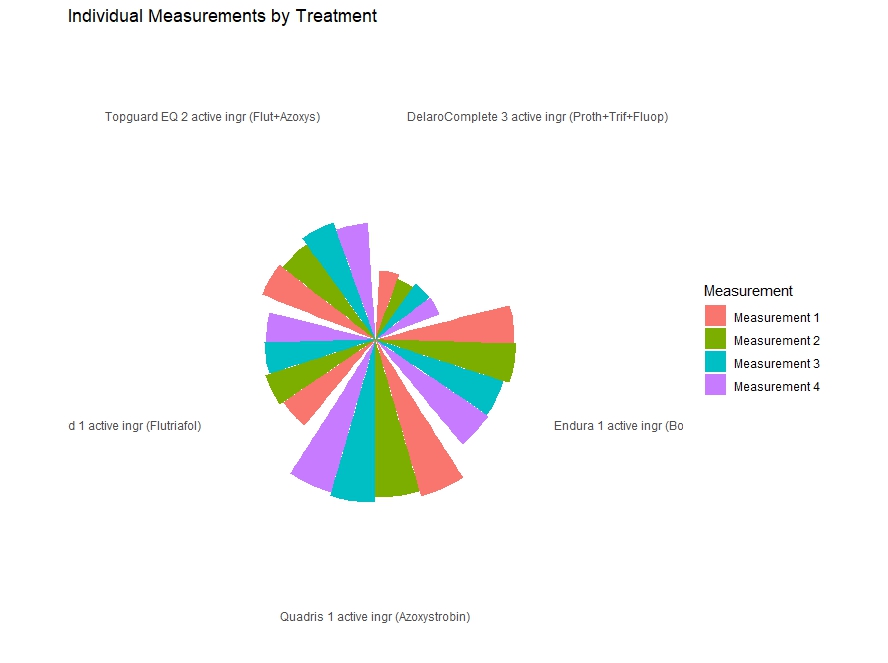 Individual Measurements by Treatment
Topguard EQ 2 active ingr (Flut+Azoxys)
DelaroComplete 3 active ingr (Proth+Trif+Fluop)
Measurement
Measurement 1
Measurement 2
Measurement 3
Measurement 4
d 1 active ingr (Flutriafol)
Endura 1 active ingr (Bo
Quadris 1 active ingr (Azoxystrobin)